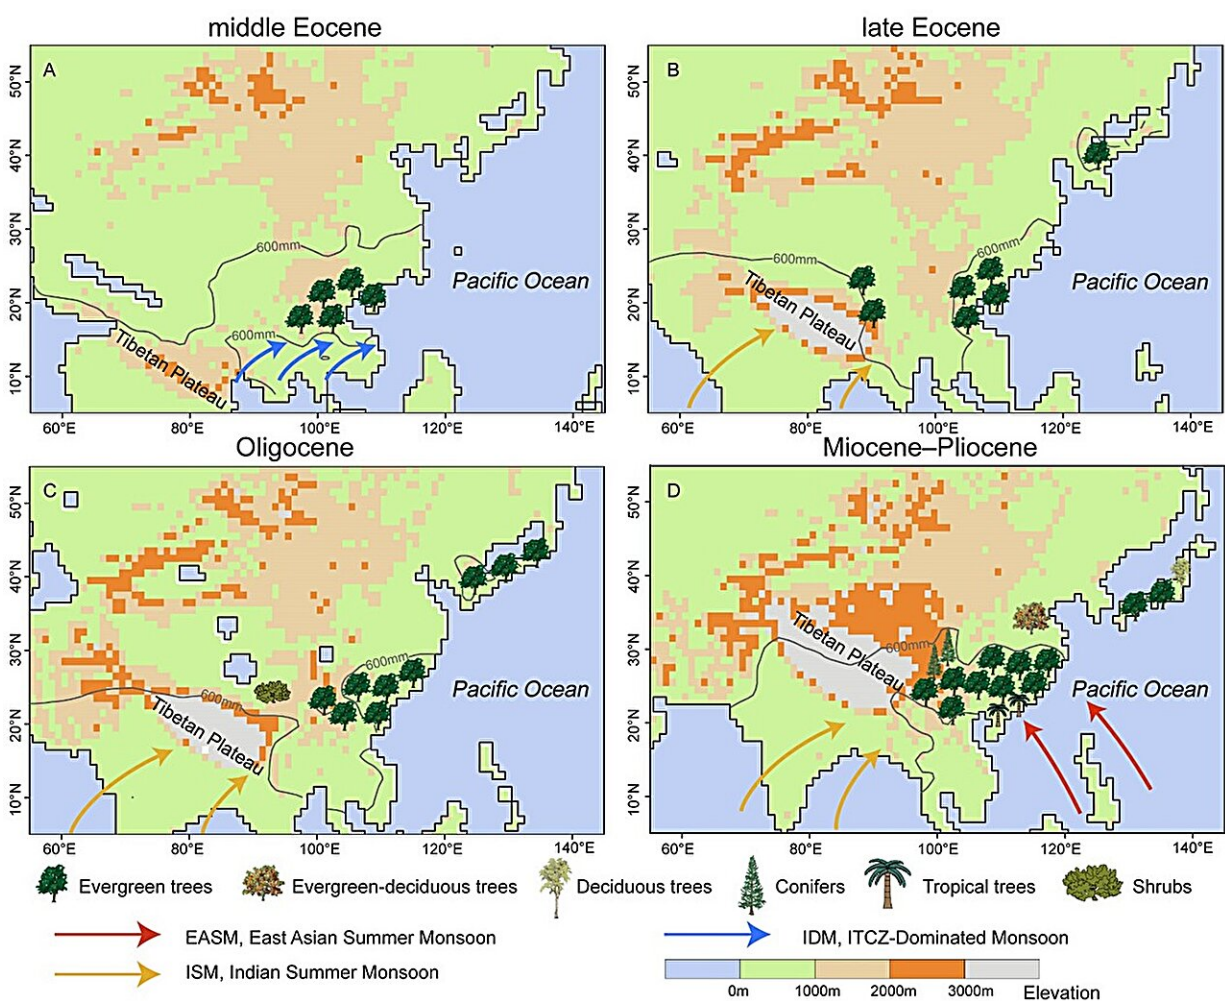 middle Eocene
late Eocene
A
50°N
40°N
30°N
20°N
10°N
600mm
600mm
Tibetan Plateau
Pacific Ocean
60°E 80°E 100°E 120°E 140°E
B
50°N
40°N
30°N
20°N
10°N
600mm
600mm
Tibetan Plateau
Pacific Ocean
60°E 80°E 100°E 120°E 140°E
Oligocene
Miocene–Pliocene
C
50°N
40°N
30°N
20°N
10°N
600mm
600mm
Tibetan Plateau
Pacific Ocean
60°E 80°E 100°E 120°E 140°E
D
50°N
40°N
30°N
20°N
10°N
600mm
Tibetan Plateau
Pacific Ocean
60°E 80°E 100°E 120°E 140°E
Evergreen trees Evergreen-deciduous trees Deciduous trees Conifers Tropical trees Shrubs
EASM, East Asian Summer Monsoon
IDM, ITCZ-Dominated Monsoon
ISM, Indian Summer Monsoon
0m 1000m 2000m 3000m Elevation